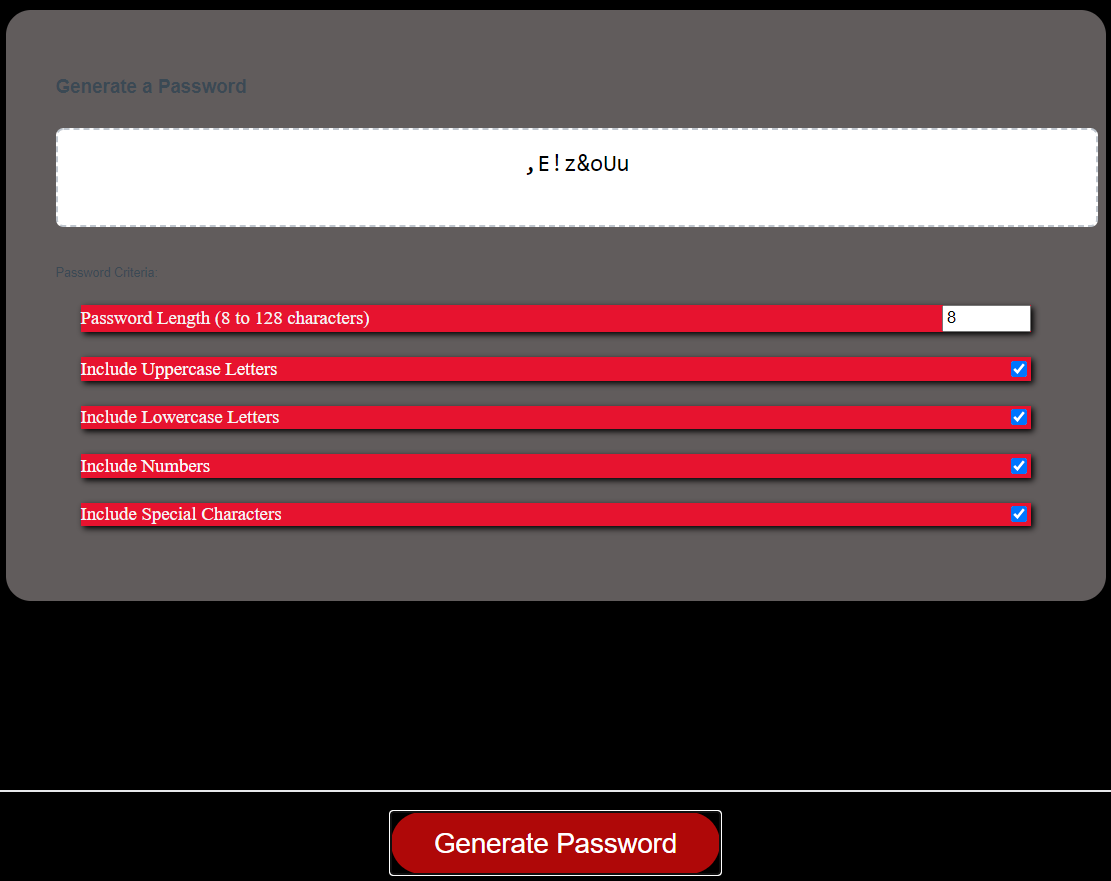 Generate a Password
,E!z&oUu
Password Criteria
Password Length (8 to 128 characters) 8
Include Uppercase Letters
Include Lowercase Letters
Include Numbers
Include Special Characters
Generate Password